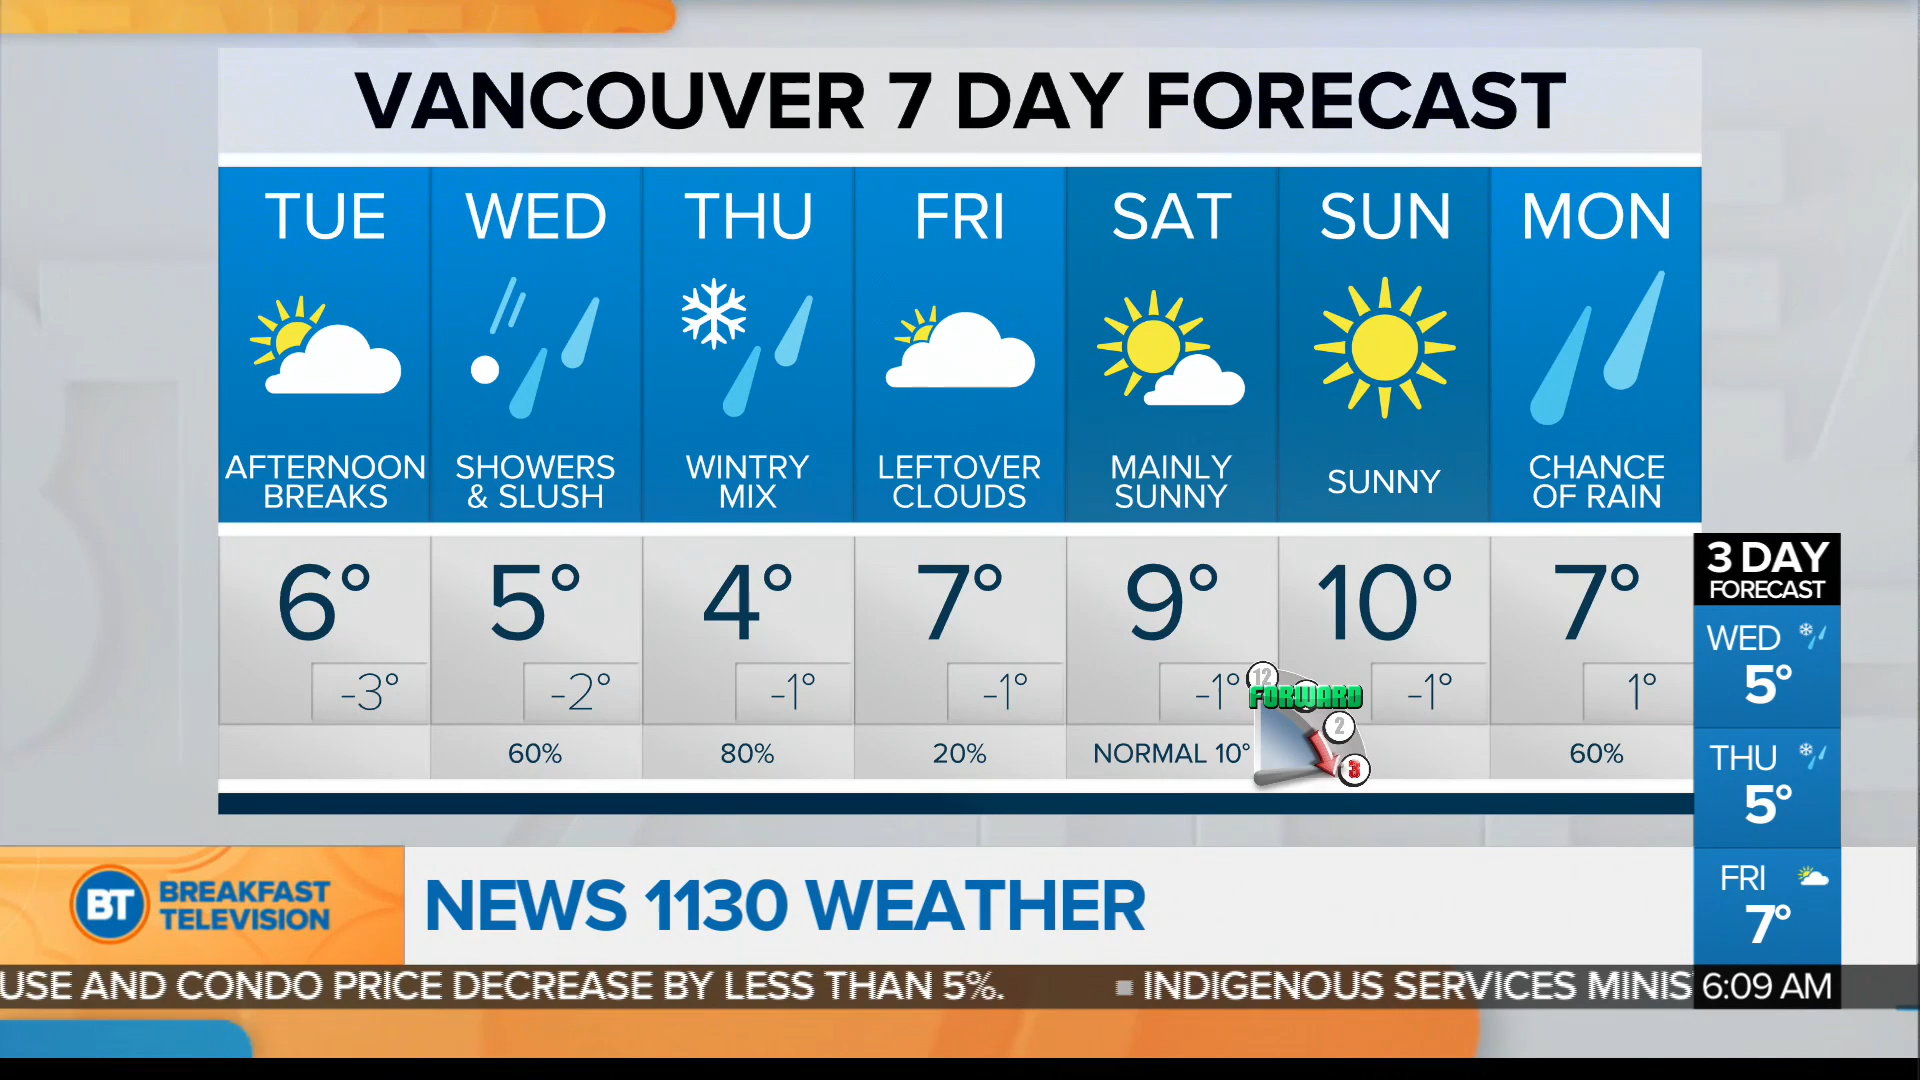 VANCOUVER 7 DAY FORECAST
TUE WED THU FRI SAT SUN MON
AFTERNOON BREAKS
SHOWERS & SLUSH
WINTRY MIX
LEFTOVER CLOUDS
MAINLY SUNNY
SUNNY
CHANCE OF RAIN
6° 5° 4° 7° 9° 10° 7°
-3° -2° -1° -1° -1° -1° 1°
60% 80% 20% NORMAL 10° 60%
12
FORWARD
2
3
3 DAY
FORECAST
WED
5°
THU
5°
FRI
7°
BT BREAKFAST
TELEVISION
NEWS 1130 WEATHER
USE AND CONDO PRICE DECREASE BY LESS THAN 5%. ■ INDIGENOUS SERVICES MINIS
6:09 AM